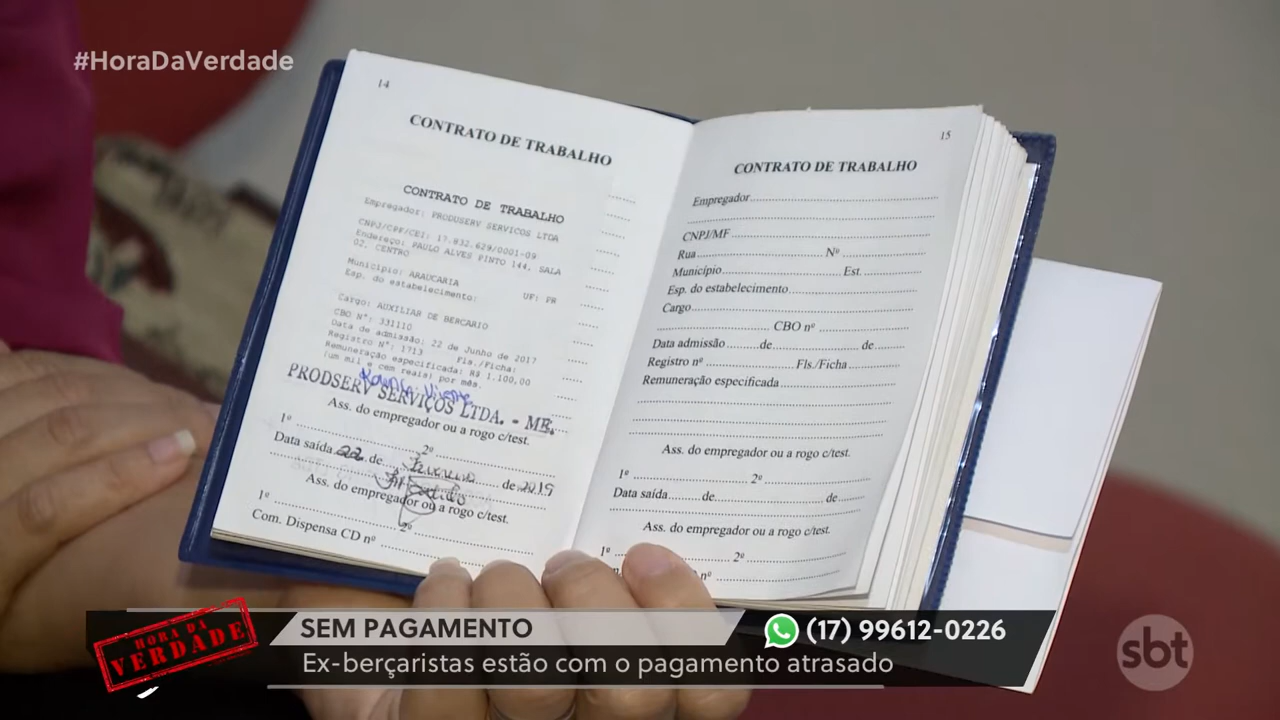 #HoraDaVerdade
14
CONTRATO DE TRABALHO
CONTRATO DE TRABALHO
Empregador: PRODUSERV SERVICOS LTDA
CNPJ/CPF/CEI: 17.832.629/0001-09
Endereço: PAULO ALVES PINTO 144, SALA
02, CENTRO
Município: ARAUCARIA UF: PR
Esp. do estabelecimento:
Cargo: AUXILIAR DE BERCARIO
CBO Nº: 331110
Data de admissão: 22 de Junho de 2017
Registro Nº: 1713 Fls./Ficha:
Remuneração especificada: R$ 1.100,00
(um mil e cem reais) por mês.
PRODSERV SERVIÇOS LTDA. - ME.
Ass. do empregador ou a rogo c/test.
1º 2º
Data saída 22 de de 2019
Ass. do empregador ou a rogo c/test.
1º 2º
Com. Dispensa CD nº
15
CONTRATO DE TRABALHO
Empregador
CNPJ/MF
Rua Nº
Município Est.
Esp. do estabelecimento
Cargo
CBO nº
Data admissão de de
Registro nº Fls./Ficha
Remuneração especificada
Ass. do empregador ou a rogo c/test.
1º 2º
Data saída de de
Ass. do empregador ou a rogo c/test.
1º 2º
nº
HORA DA
VERDADE
SEM PAGAMENTO
(17) 99612-0226
Ex-berçaristas estão com o pagamento atrasado
sbt